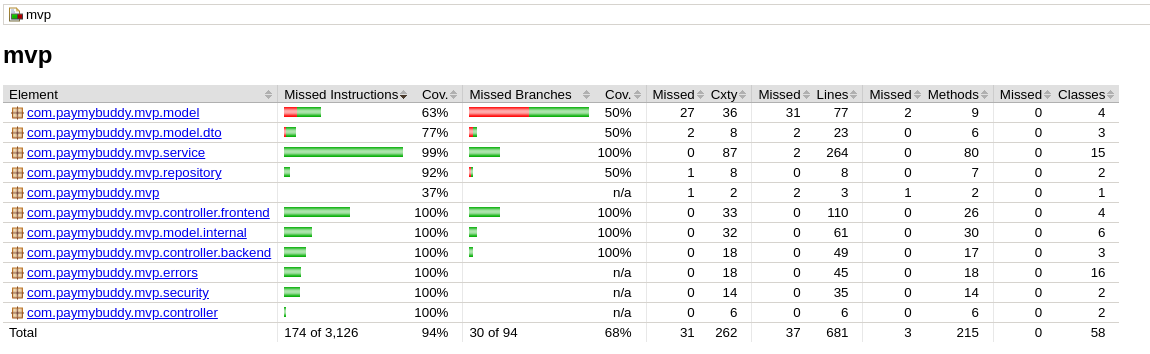 mvp
mvp
Element Missed Instructions Cov. Missed Branches Cov. Missed Cxty Missed Lines Missed Methods Missed Classes
com.paymybuddy.mvp.model 63% 50% 27 36 31 77 2 9 0 4
com.paymybuddy.mvp.model.dto 77% 50% 2 8 2 23 0 6 0 3
com.paymybuddy.mvp.service 99% 100% 0 87 2 264 0 80 0 15
com.paymybuddy.mvp.repository 92% 50% 1 8 0 8 0 7 0 2
com.paymybuddy.mvp 37% n/a 1 2 2 3 1 2 0 1
com.paymybuddy.mvp.controller.frontend 100% 100% 0 33 0 110 0 26 0 4
com.paymybuddy.mvp.model.internal 100% 100% 0 32 0 61 0 30 0 6
com.paymybuddy.mvp.controller.backend 100% 100% 0 18 0 49 0 17 0 3
com.paymybuddy.mvp.errors 100% n/a 0 18 0 45 0 18 0 16
com.paymybuddy.mvp.security 100% n/a 0 14 0 35 0 14 0 2
com.paymybuddy.mvp.controller 100% n/a 0 6 0 6 0 6 0 2
Total 174 of 3,126 94% 30 of 94 68% 31 262 37 681 3 215 0 58